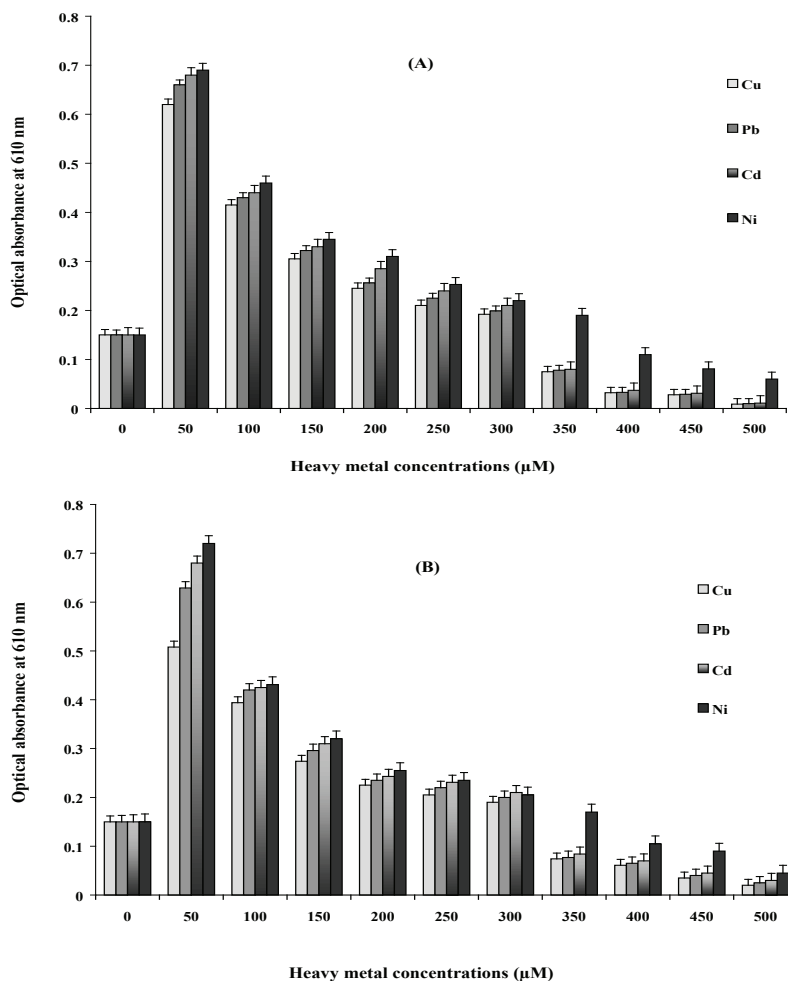 (A)
Optical absorbance at 610 nm
0.8
0.7
0.6
0.5
0.4
0.3
0.2
0.1
0
Cu
Pb
Cd
Ni
0 50 100 150 200 250 300 350 400 450 500
Heavy metal concentrations (µM)
(B)
Optical absorbance at 610 nm
0.8
0.7
0.6
0.5
0.4
0.3
0.2
0.1
0
Cu
Pb
Cd
Ni
0 50 100 150 200 250 300 350 400 450 500
Heavy metal concentrations (µM)